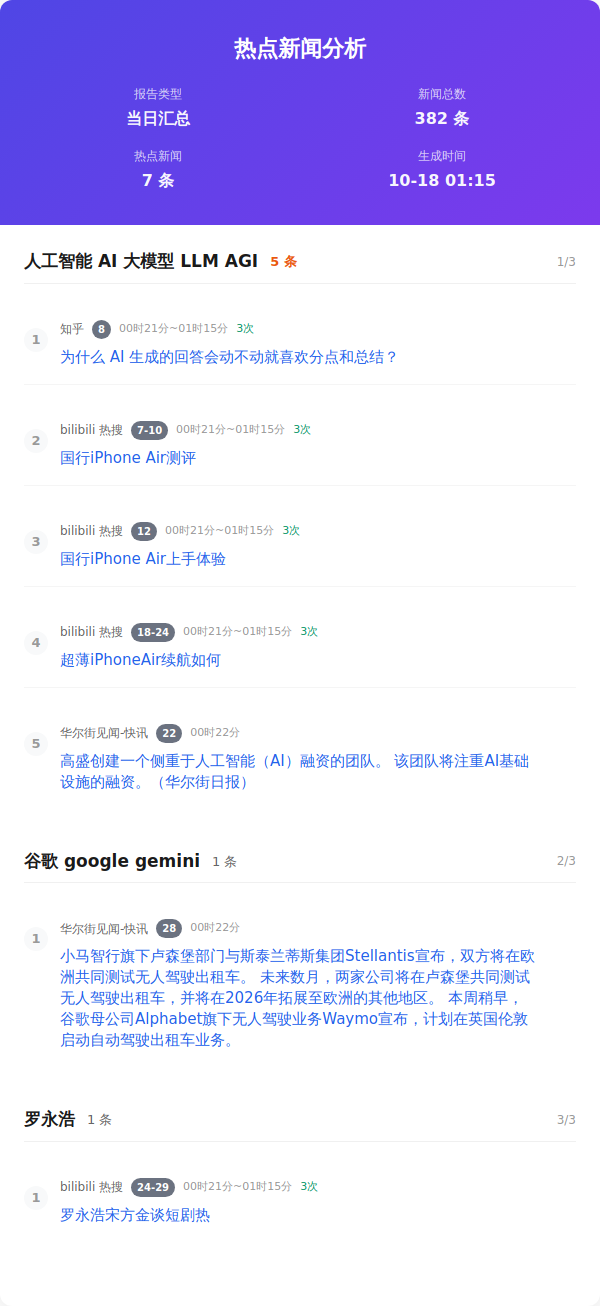 热点新闻分析
报告类型
新闻总数
当日汇总
382 条
热点新闻
生成时间
7 条
10-18 01:15
人工智能 AI 大模型 LLM AGI 5 条 1/3
1
知乎 8 00时21分~01时15分 3次
为什么 AI 生成的回答会动不动就喜欢分点和总结？
2
bilibili 热搜 7-10 00时21分~01时15分 3次
国行iPhone Air测评
3
bilibili 热搜 12 00时21分~01时15分 3次
国行iPhone Air上手体验
4
bilibili 热搜 18-24 00时21分~01时15分 3次
超薄iPhoneAir续航如何
5
华尔街见闻-快讯 22 00时22分
高盛创建一个侧重于人工智能（AI）融资的团队。 该团队将注重AI基础
设施的融资。（华尔街日报）
谷歌 google gemini 1 条 2/3
1
华尔街见闻-快讯 28 00时22分
小马智行旗下卢森堡部门与斯泰兰蒂斯集团Stellantis宣布，双方将在欧
洲共同测试无人驾驶出租车。 未来数月，两家公司将在卢森堡共同测试
无人驾驶出租车，并将在2026年拓展至欧洲的其他地区。 本周稍早，
谷歌母公司Alphabet旗下无人驾驶业务Waymo宣布，计划在英国伦敦
启动自动驾驶出租车业务。
罗永浩 1 条 3/3
1
bilibili 热搜 24-29 00时21分~01时15分 3次
罗永浩宋方金谈短剧热